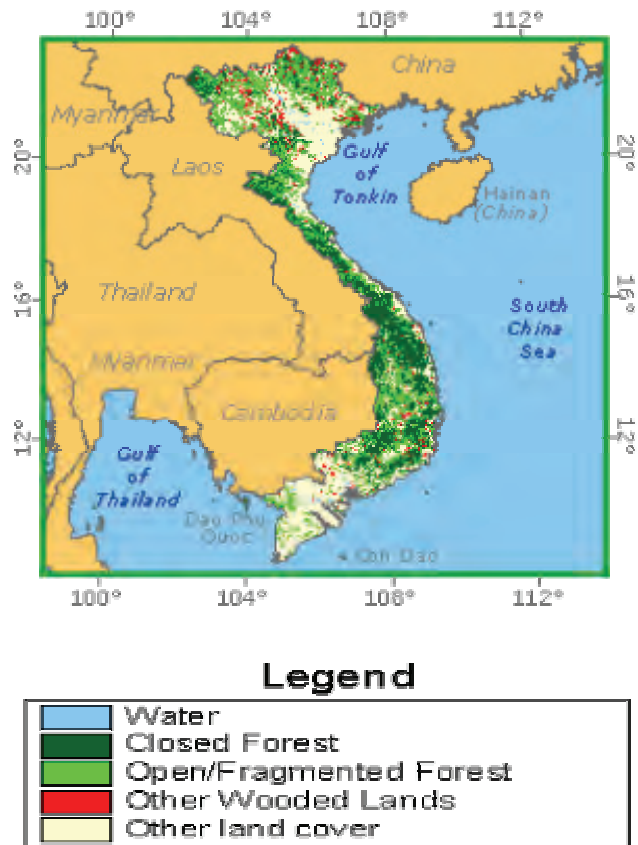 100° 104° 108° 112°
China
Myanmar
20° 20°
Laos
Gulf
of
Tonkin
Hainan
(China)
Thailand
16° 16°
South
China
Sea
Myanmar
Cambodia
12° 12°
Gulf
of
Thailand
Dao Phu
Quoc
Con Dao
100° 104° 108° 112°
Legend
Water
Closed Forest
Open/Fragmented Forest
Other Wooded Lands
Other land cover